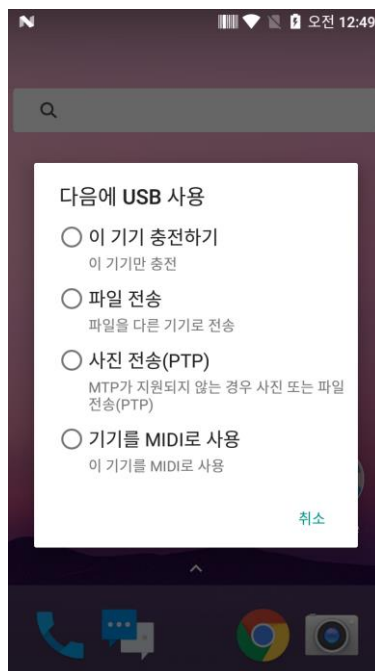 오전 12:49
다음에 USB 사용
이 기기 충전하기
이 기기만 충전
파일 전송
파일을 다른 기기로 전송
사진 전송(PTP)
MTP가 지원되지 않는 경우 사진 또는 파일
전송(PTP)
기기를 MIDI로 사용
이 기기를 MIDI로 사용
취소